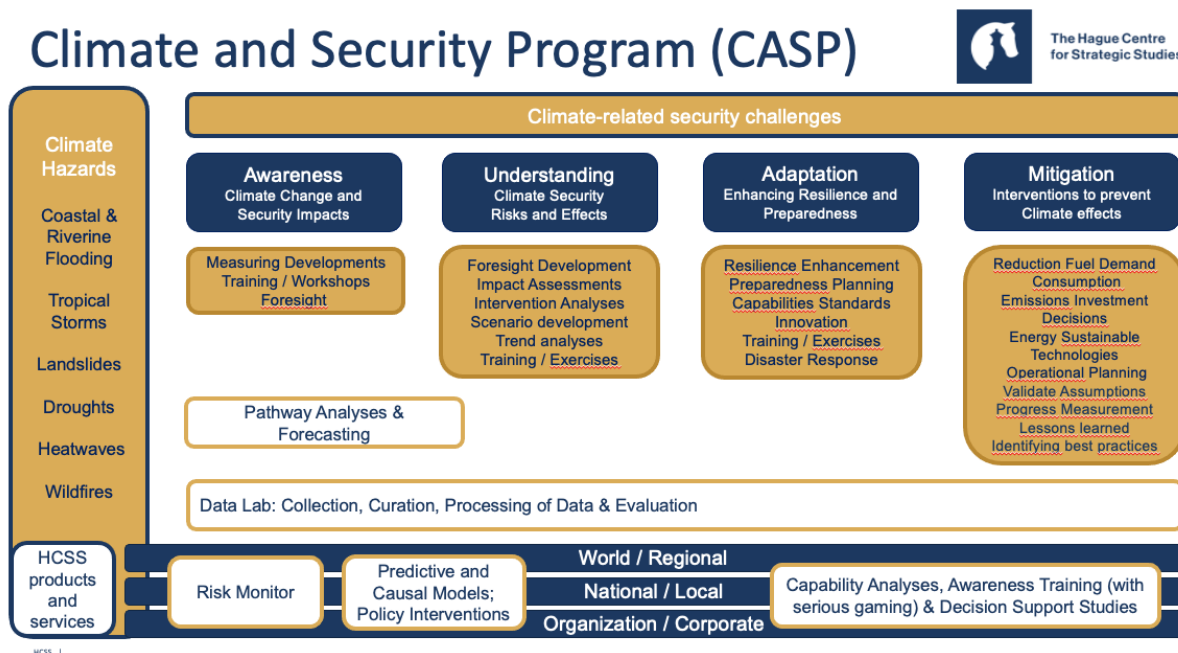 Climate and Security Program (CASP)
The Hague Centre
for Strategic Studies
Climate
Hazards
Coastal &
Riverine
Flooding
Tropical
Storms
Landslides
Droughts
Heatwaves
Wildfires
Climate-related security challenges
Awareness
Climate Change and
Security Impacts
Measuring Developments
Training / Workshops
Foresight
Understanding
Climate Security
Risks and Effects
Foresight Development
Impact Assessments
Intervention Analyses
Scenario development
Trend analyses
Training / Exercises
Adaptation
Enhancing Resilience and
Preparedness
Resilience Enhancement
Preparedness Planning
Capabilities Standards
Innovation
Training / Exercises
Disaster Response
Mitigation
Interventions to prevent
Climate effects
Reduction Fuel Demand
Consumption
Emissions Investment
Decisions
Energy Sustainable
Technologies
Operational Planning
Validate Assumptions
Progress Measurement
Lessons learned
Identifying best practices
Pathway Analyses &
Forecasting
Data Lab: Collection, Curation, Processing of Data & Evaluation
HCSS
products
and
services
World / Regional
National / Local
Organization / Corporate
Risk Monitor
Predictive and
Causal Models;
Policy Interventions
Capability Analyses, Awareness Training (with
serious gaming) & Decision Support Studies
HCSS |